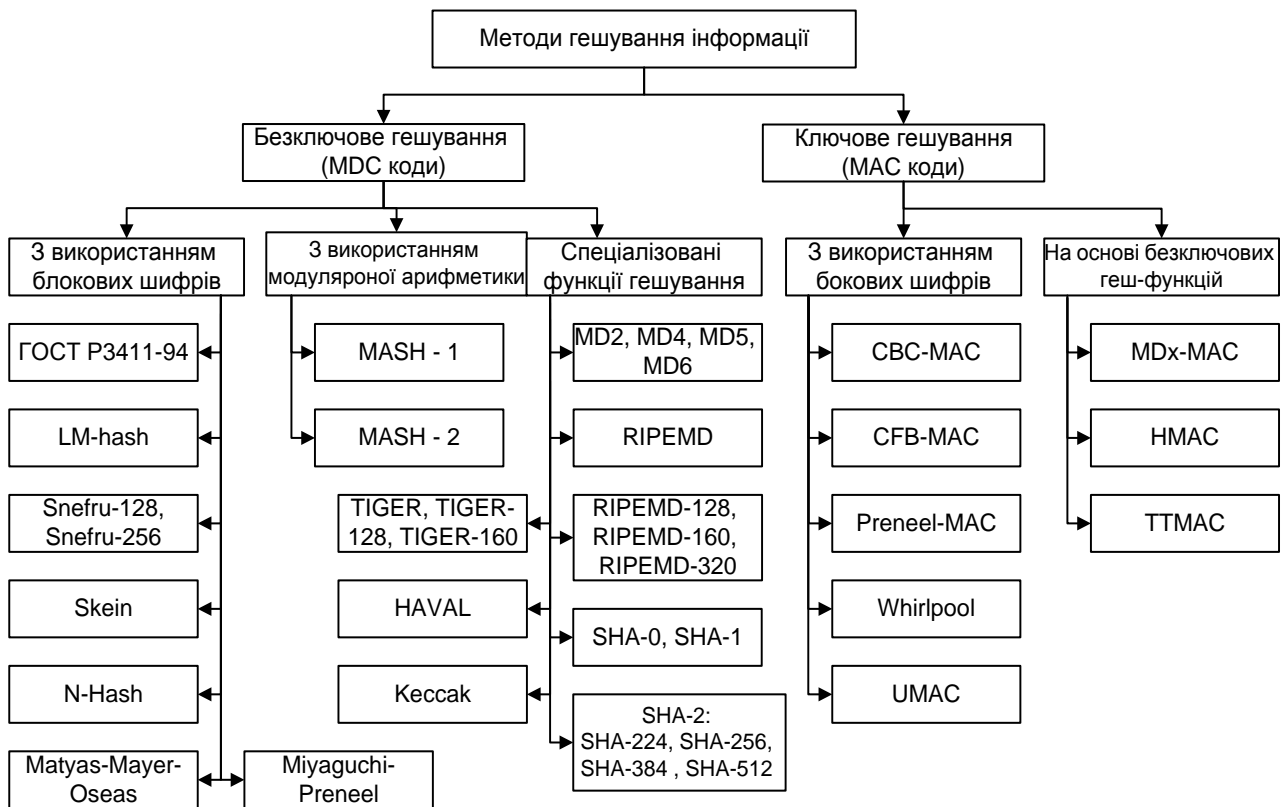 Методи гешування інформації
Безключове гешування
(MDC коди)
Ключове гешування
(MAC коди)
З використанням
блокових шифрів
З використанням
модуляроної арифметики
Спеціалізовані
функції гешування
З використанням
бокових шифрів
На основі безключових
геш-функцій
ГОСТ Р3411-94
LM-hash
Snefru-128,
Snefru-256
Skein
N-Hash
Matyas-Mayer-
Oseas
Miyaguchi-
Preneel
MASH - 1
MASH - 2
TIGER, TIGER-
128, TIGER-160
HAVAL
Keccak
MD2, MD4, MD5,
MD6
RIPEMD
RIPEMD-128,
RIPEMD-160,
RIPEMD-320
SHA-0, SHA-1
SHA-2:
SHA-224, SHA-256,
SHA-384 , SHA-512
CBC-MAC
CFB-MAC
Preneel-MAC
Whirlpool
UMAC
MDx-MAC
HMAC
TTMAC